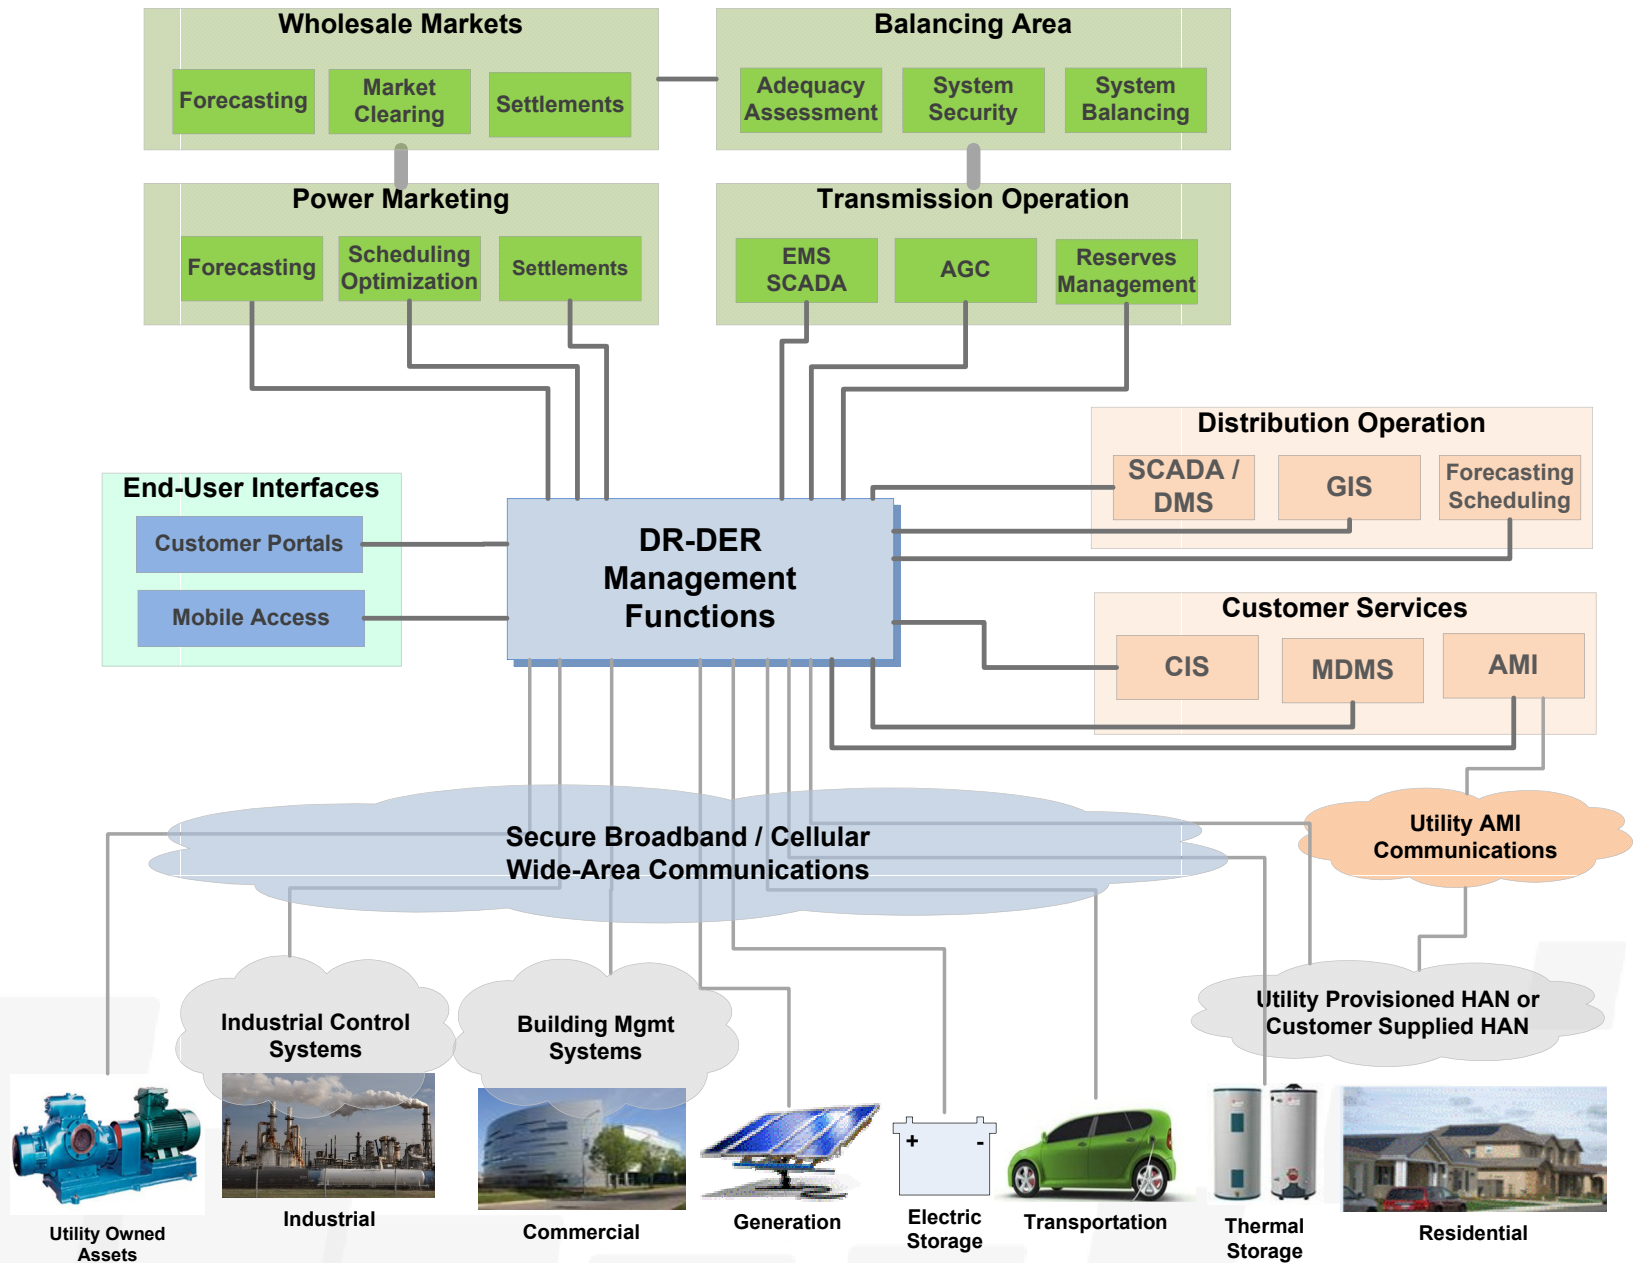 Wholesale Markets
Forecasting
Market
Clearing
Settlements
Balancing Area
Adequacy
Assessment
System
Security
System
Balancing
Power Marketing
Forecasting
Scheduling
Optimization
Settlements
Transmission Operation
EMS
SCADA
AGC
Reserves
Management
Distribution Operation
SCADA /
DMS
GIS
Forecasting
Scheduling
End-User Interfaces
Customer Portals
Mobile Access
DR-DER
Management
Functions
Customer Services
CIS
MDMS
AMI
Secure Broadband / Cellular
Wide-Area Communications
Utility AMI
Communications
Industrial Control
Systems
Building Mgmt
Systems
Utility Provisioned HAN or
Customer Supplied HAN
+
-
Utility Owned
Assets
Industrial
Commercial
Generation
Electric
Storage
Transportation
Thermal
Storage
Residential